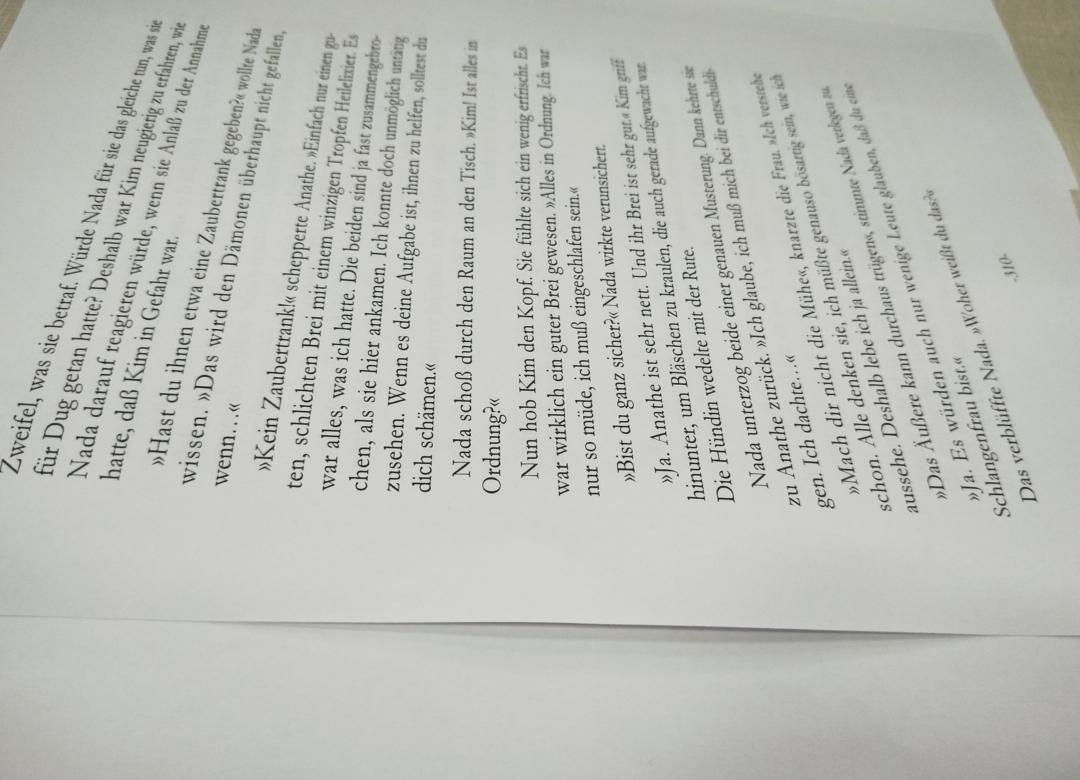 Zweifel, was sie betraf. Würde Nada für sie das gleiche tun, was sie
für Dug getan hatte? Deshalb war Kim neugierig zu erfahren, wie
Nada darauf reagieren würde, wenn sie Anlaß zu der Annahme
hatte, daß Kim in Gefahr war.
»Hast du ihnen etwa eine Zaubertrank gegeben?« wollte Nada
wissen. »Das wird den Dämonen überhaupt nicht gefallen,
wenn…«
»Kein Zaubertrank!« schepperte Anathe. »Einfach nur einen gu-
ten, schlichten Brei mit einem winzigen Tropfen Heilelixier. Es
war alles, was ich hatte. Die beiden sind ja fast zusammengebro-
chen, als sie hier ankamen. Ich konnte doch unmöglich untätig
zusehen. Wenn es deine Aufgabe ist, ihnen zu helfen, solltest du
dich schämen.«
Nada schoß durch den Raum an den Tisch. »Kim! Ist alles in
Ordnung?«
Nun hob Kim den Kopf. Sie fühlte sich ein wenig erfrischt. Es
war wirklich ein guter Brei gewesen. »Alles in Ordnung. Ich war
nur so müde, ich muß eingeschlafen sein.«
»Bist du ganz sicher?« Nada wirkte verunsichert.
»Ja. Anathe ist sehr nett. Und ihr Brei ist sehr gut.« Kim griff
hinunter, um Bläschen zu kraulen, die auch gerade aufgewacht war.
Die Hündin wedelte mit der Rute.
Nada unterzog beide einer genauen Musterung. Dann kehrte sie
zu Anathe zurück. »Ich glaube, ich muß mich bei dir entschuldi-
gen. Ich dachte…«
»Mach dir nicht die Mühe«, knarzte die Frau. »Ich verstehe
schon. Alle denken sie, ich müßte genauso bösartig sein, wie ich
aussehe. Deshalb lebe ich ja allein.«
»Das Äußere kann durchaus trügen«, stimmte Nada verlegen zu.
»Ja. Es würden auch nur wenige Leute glauben, daß du eine
Schlangenfrau bist.«
Das verblüffte Nada. »Woher weißt du das?«
-310-